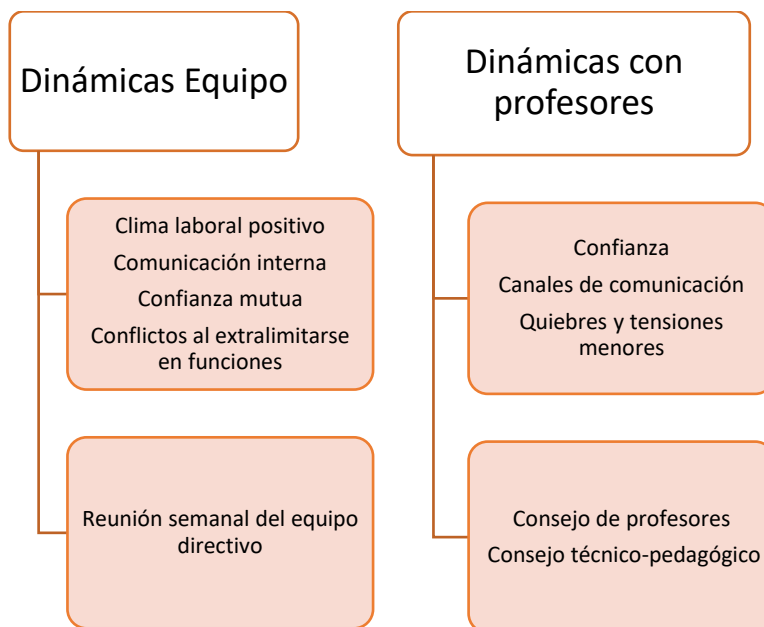 Dinámicas Equipo
Clima laboral positivo
Comunicación interna
Confianza mutua
Conflictos al extralimitarse
en funciones
Reunión semanal del equipo
directivo
Dinámicas con
profesores
Confianza
Canales de comunicación
Quiebres y tensiones
menores
Consejo de profesores
Consejo técnico-pedagógico